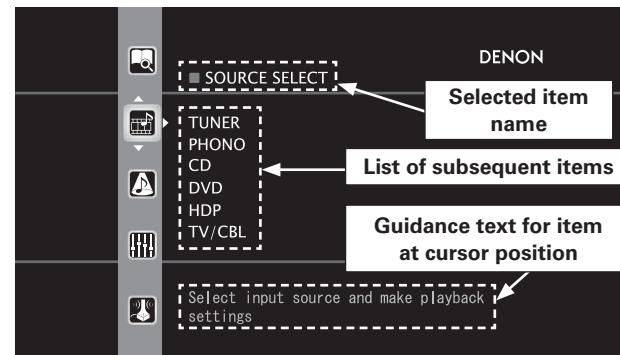 DENON
SOURCE SELECT
Selected item
name
TUNER
PHONO
CD
DVD
HDP
TV/CBL
List of subsequent items
Guidance text for item
at cursor position
Select input source and make playback
settings